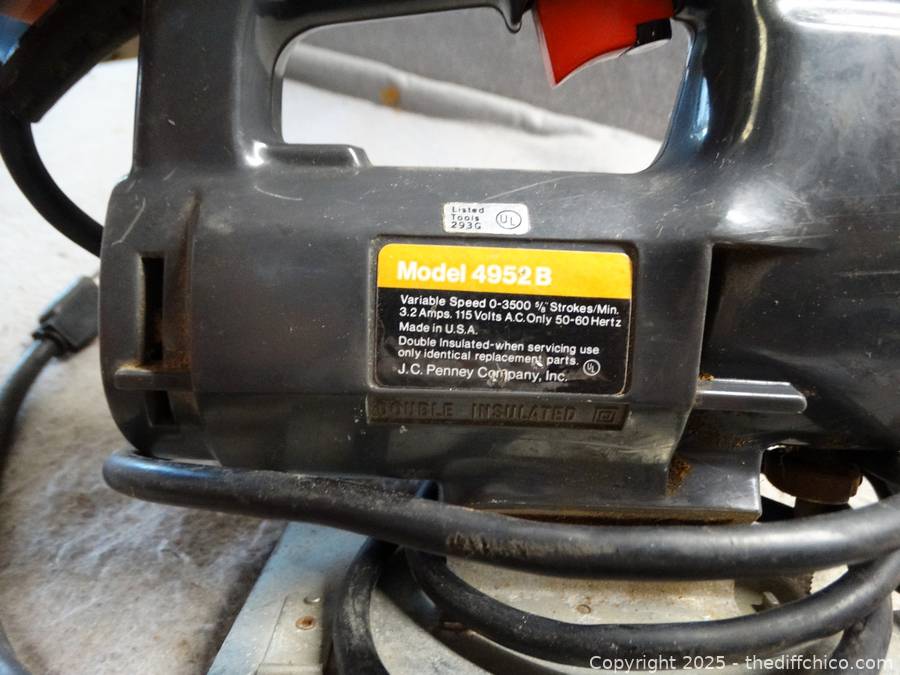 Listed
Tools
293G
UL
Model 4952B
Variable Speed 0-3500 ⅝" Strokes/Min.
3.2 Amps. 115 Volts A.C. Only 50-60 Hertz
Made in U.S.A.
Double Insulated-when servicing use
only identical replacement parts.
J.C. Penney Company, Inc.
UL
DOUBLE INSULATED
Copyright 2025 - thediffchico.com